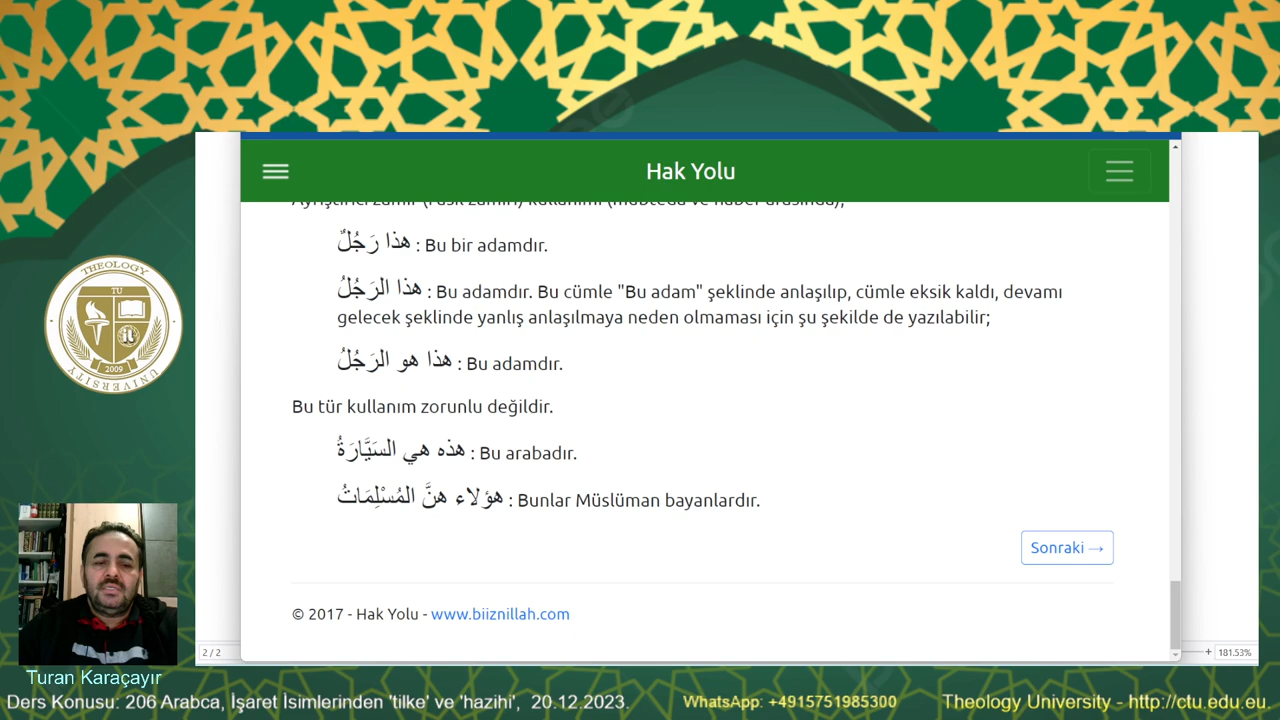 Hak Yolu
هذا رَجُلٌ : Bu bir adamdır.
هذا الرَجُلُ : Bu adamdır. Bu cümle "Bu adam" şeklinde anlaşılıp, cümle eksik kaldı, devamı
gelecek şeklinde yanlış anlaşılmaya neden olmaması için şu şekilde de yazılabilir;
هذا هو الرَجُلُ : Bu adamdır.
Bu tür kullanım zorunlu değildir.
هذه هي السَيَّارَةُ : Bu arabadır.
هؤلاء هنَّ المُسْلِمَاتُ : Bunlar Müslüman bayanlardır.
Sonraki →
© 2017 - Hak Yolu - www.biiznillah.com
2 / 2
181.53%
THEOLOGY
TU
2009
UNIVERSITY
Turan Karaçayır
Ders Konusu: 206 Arabca, İşaret İsimlerinden 'tilke' ve 'hazihi', 20.12.2023.
WhatsApp: +4915751985300
Theology University - http://ctu.edu.eu.